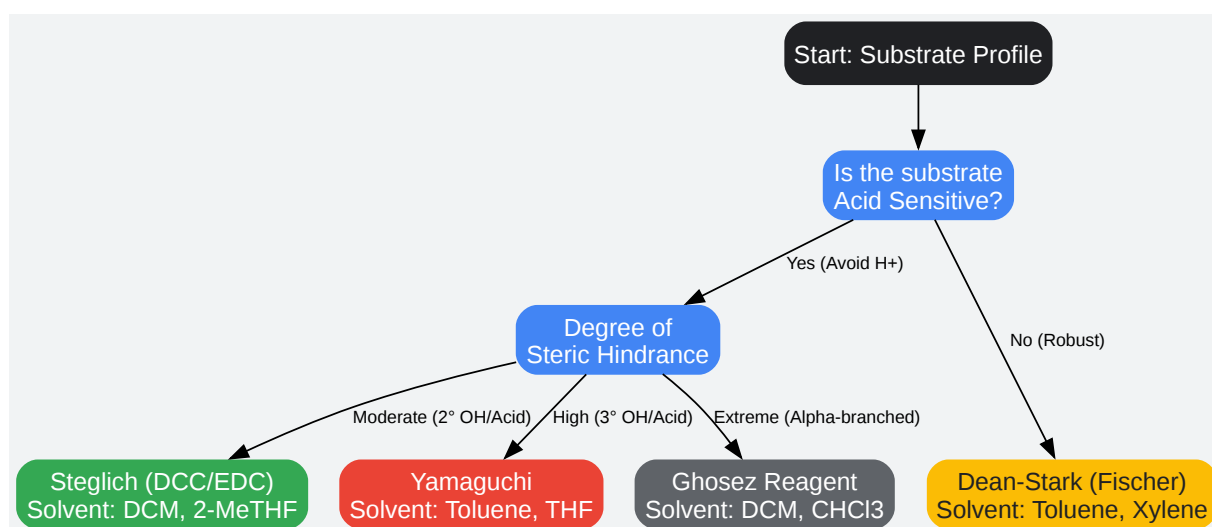 Start: Substrate Profile
Is the substrate
Acid Sensitive?
Yes (Avoid H+)
No (Robust)
Degree of
Steric Hindrance
Moderate (2° OH/Acid)
High (3° OH/Acid)
Extreme (Alpha-branched)
Steglich (DCC/EDC)
Solvent: DCM, 2-MeTHF
Yamaguchi
Solvent: Toluene, THF
Ghosez Reagent
Solvent: DCM, CHCl3
Dean-Stark (Fischer)
Solvent: Toluene, Xylene